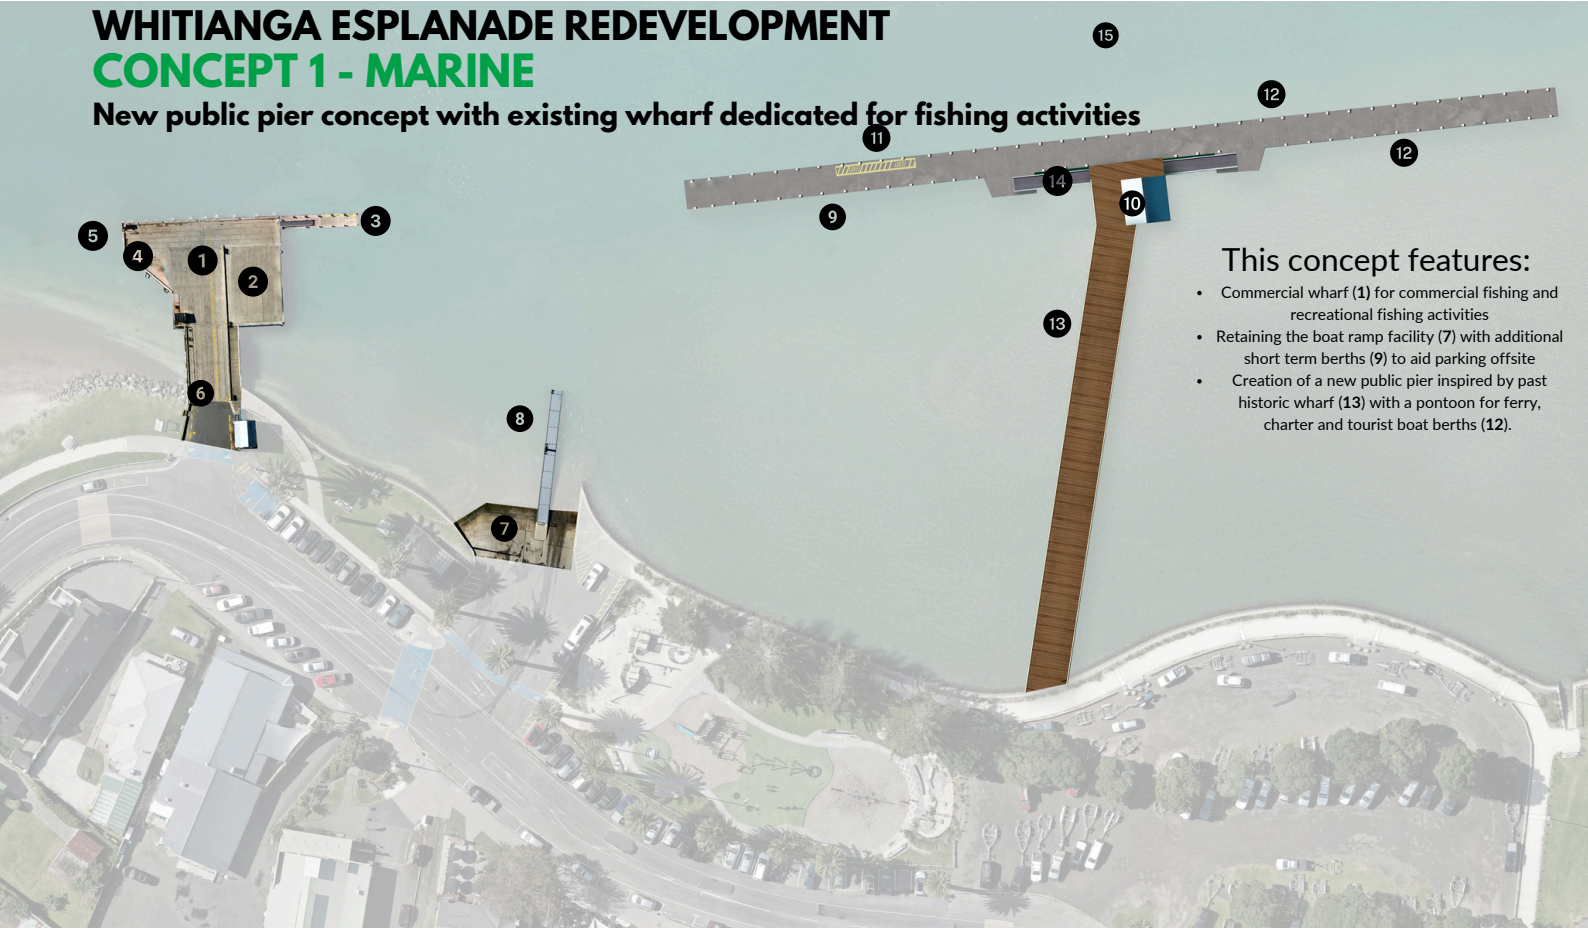 WHITIANGA ESPLANADE REDEVELOPMENT
CONCEPT 1 - MARINE
New public pier concept with existing wharf dedicated for fishing activities
15
12
11
12
14
10
9
3
5
4
1
2
13
6
8
7
This concept features:
• Commercial wharf (1) for commercial fishing and
recreational fishing activities
• Retaining the boat ramp facility (7) with additional
short term berths (9) to aid parking offsite
• Creation of a new public pier inspired by past
historic wharf (13) with a pontoon for ferry,
charter and tourist boat berths (12).